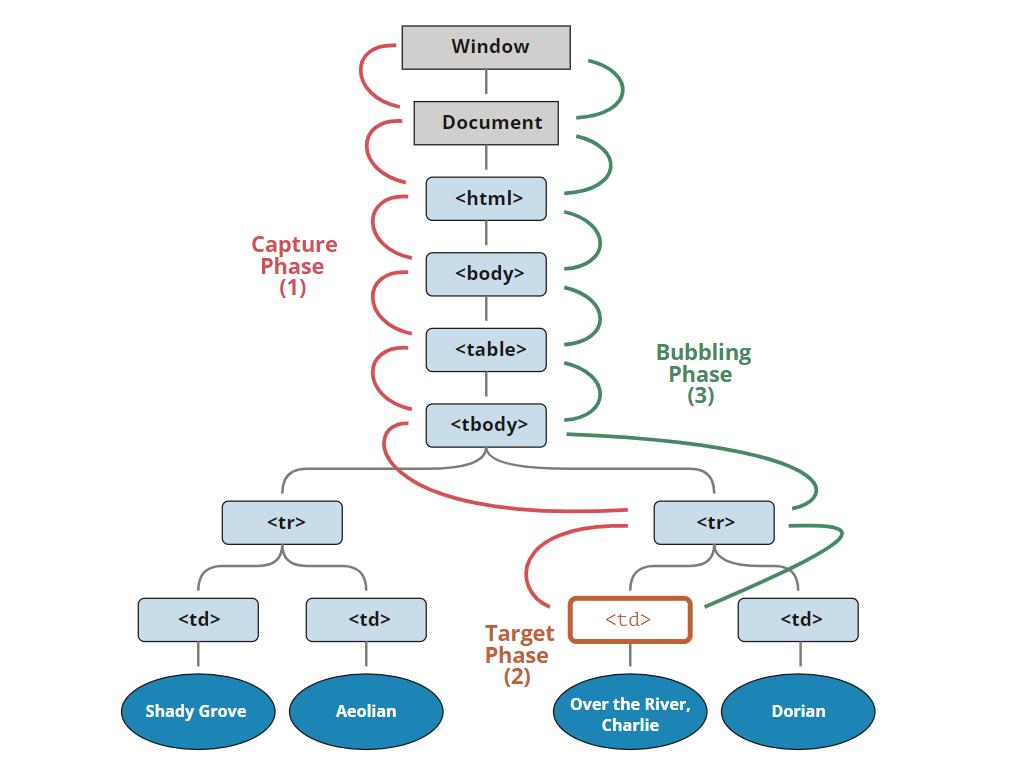 Window
Document
<html>
Capture
Phase
(1)
<body>
<table>
Bubbling
Phase
(3)
<tbody>
<tr>
<tr>
<td>
<td>
<td>
<td>
Target
Phase
(2)
Shady Grove
Aeolian
Over the River,
Charlie
Dorian